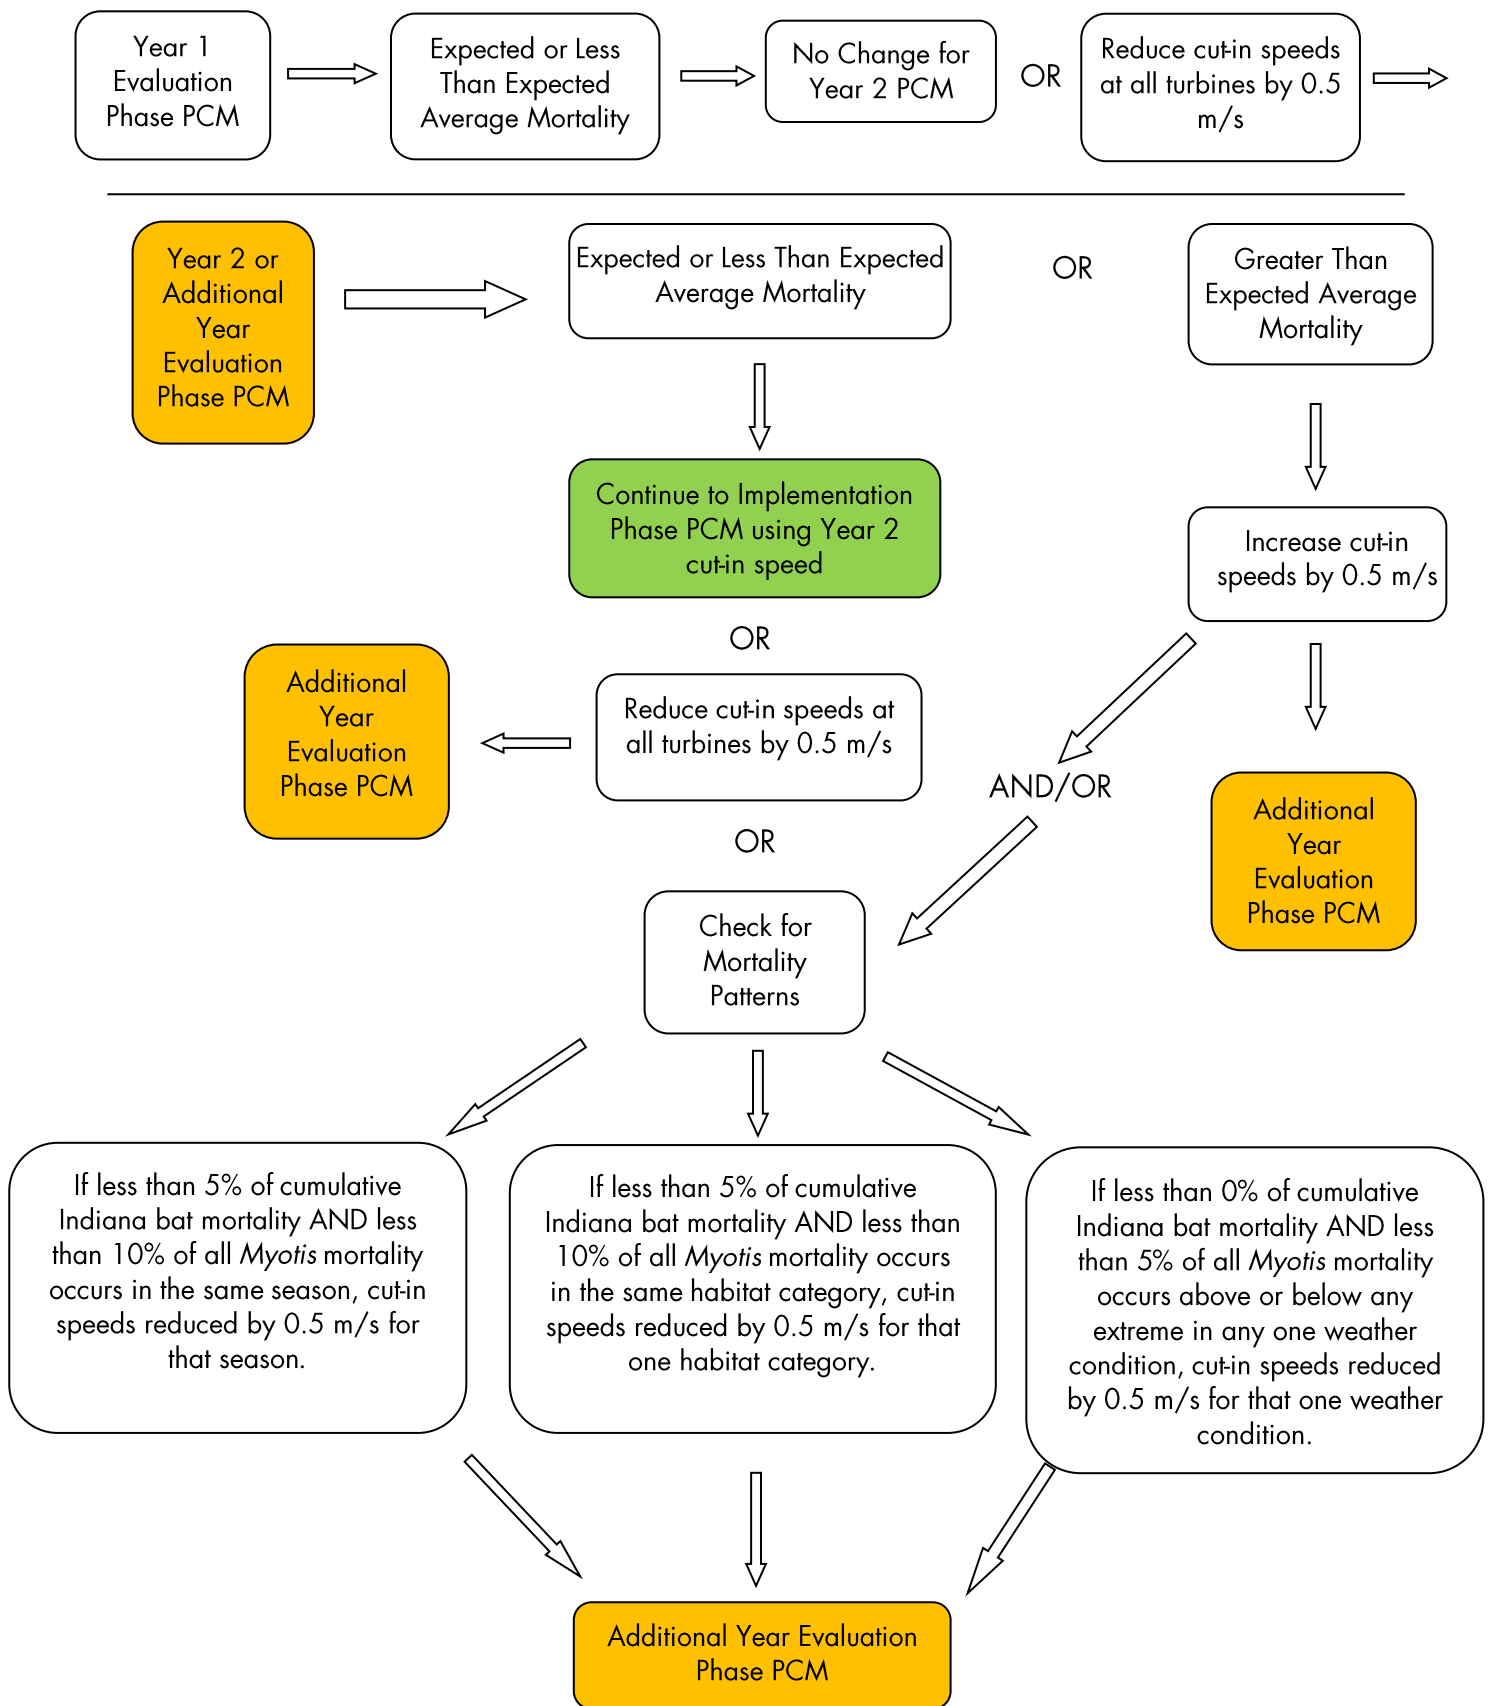 Year 1
Evaluation
Phase PCM
Expected or Less
Than Expected
Average Mortality
No Change for
Year 2 PCM
OR
Reduce cut-in speeds
at all turbines by 0.5
m/s
Year 2 or
Additional
Year
Evaluation
Phase PCM
Expected or Less Than Expected
Average Mortality
OR
Greater Than
Expected Average
Mortality
Continue to Implementation
Phase PCM using Year 2
cut-in speed
Increase cut-in
speeds by 0.5 m/s
OR
Additional
Year
Evaluation
Phase PCM
Reduce cut-in speeds at
all turbines by 0.5 m/s
AND/OR
Additional
Year
Evaluation
Phase PCM
OR
Check for
Mortality
Patterns
If less than 5% of cumulative
Indiana bat mortality AND less
than 10% of all Myotis mortality
occurs in the same season, cut-in
speeds reduced by 0.5 m/s for
that season.
If less than 5% of cumulative
Indiana bat mortality AND less than
10% of all Myotis mortality occurs
in the same habitat category, cut-in
speeds reduced by 0.5 m/s for that
one habitat category.
If less than 0% of cumulative
Indiana bat mortality AND less
than 5% of all Myotis mortality
occurs above or below any
extreme in any one weather
condition, cut-in speeds reduced
by 0.5 m/s for that one weather
condition.
Additional Year Evaluation
Phase PCM